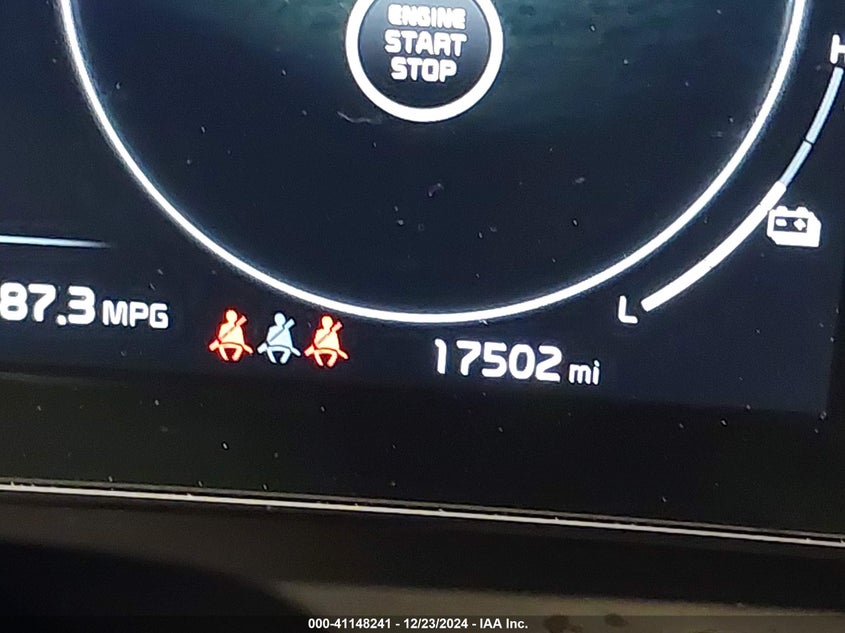 ENGINE
START
STOP
H
L
87.3 MPG
17502 mi
000-41148241 - 12/23/2024 - IAA Inc.